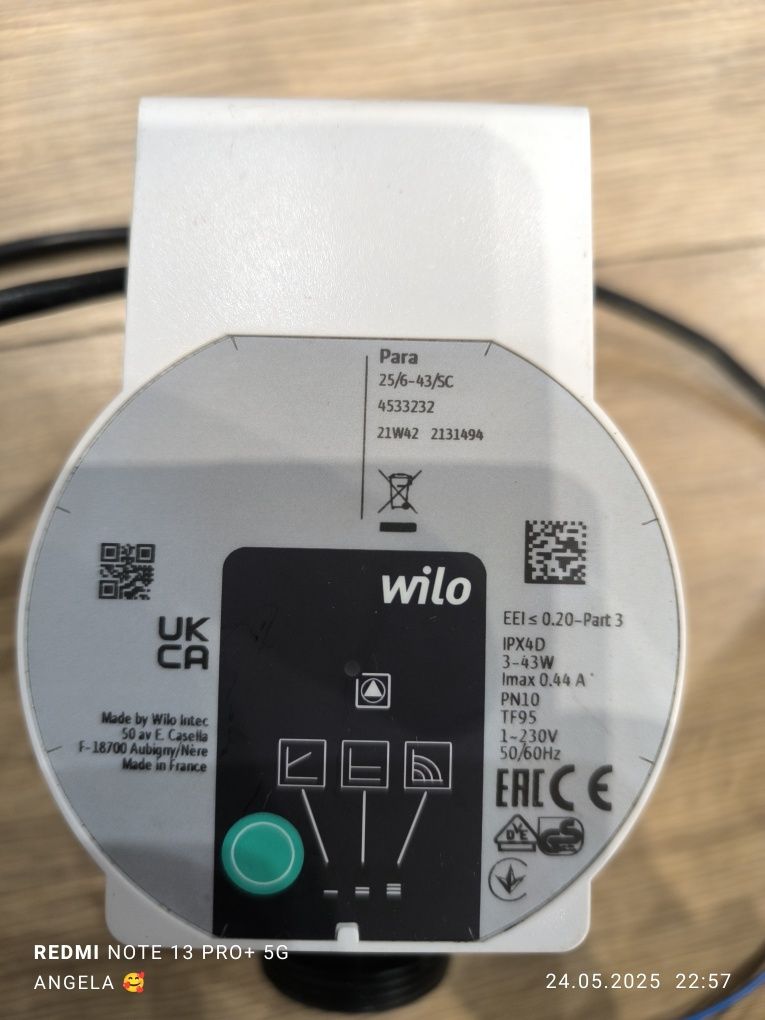 Para
25/6-43/SC
4533232
21W42 2131494
wilo
UK
CA
EEI ≤ 0.20-Part 3
IPX4D
3-43W
Imax 0.44 A
PN10
TF95
1~230V
50/60Hz
Made by Wilo Intec
50 av E. Casella
F-18700 Aubigny/Nère
Made in France
EAC CE
DVE GS
REDMI NOTE 13 PRO+ 5G
ANGELA 🥰
24.05.2025 22:57